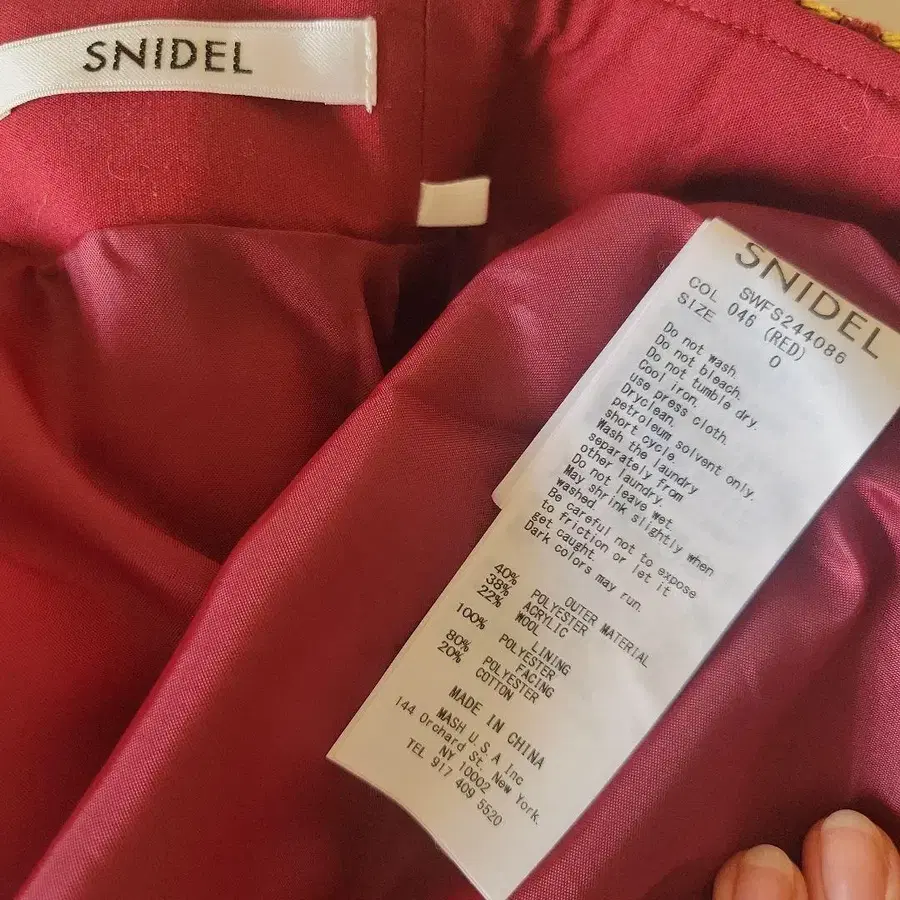 SNIDEL
SNIDEL
SWFS244086
COL 046 (RED)
SIZE 0
Do not wash.
Do not bleach.
Do not tumble dry.
Cool iron.
use press cloth.
Dryclean.
petroleum solvent only.
short cycle
Wash the laundry
separately from
other laundry.
Do not leave wet.
May shrink slightly when
washed.
Be careful not to expose
to friction or let it
get caught.
Dark colors may run.
OUTER MATERIAL
40% POLYESTER
38% ACRYLIC
22% WOOL
LINING
100% POLYESTER
FACING
80% POLYESTER
20% COTTON
MADE IN CHINA
MASH U.S.A Inc.
144 Orchard St. New York.
NY 10002
TEL 917 409 5520